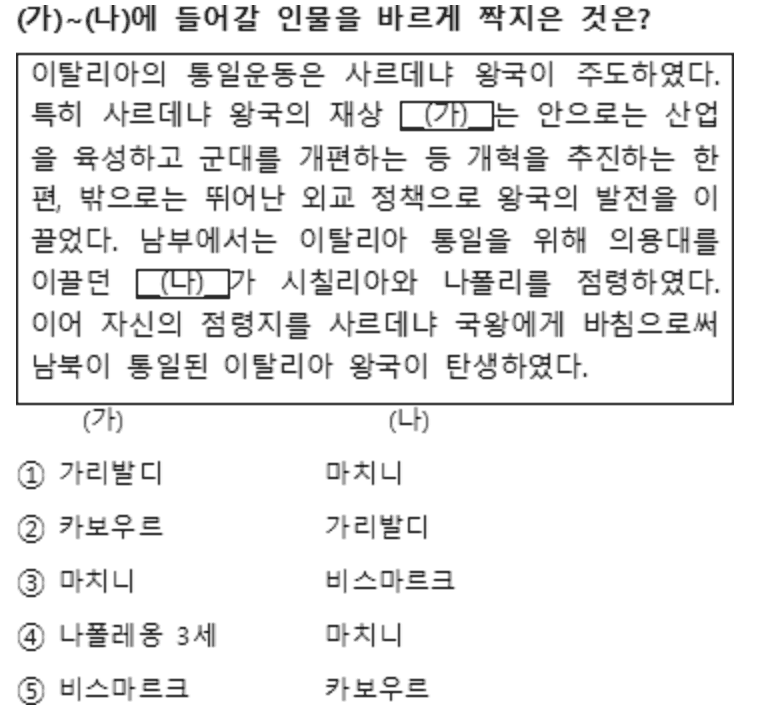 (가)~(나)에 들어갈 인물을 바르게 짝지은 것은?
이탈리아의 통일운동은 사르데냐 왕국이 주도하였다.
특히 사르데냐 왕국의 재상 (가) 는 안으로는 산업
을 육성하고 군대를 개편하는 등 개혁을 추진하는 한
편, 밖으로는 뛰어난 외교 정책으로 왕국의 발전을 이
끌었다. 남부에서는 이탈리아 통일을 위해 의용대를
이끌던 (나) 가 시칠리아와 나폴리를 점령하였다.
이어 자신의 점령지를 사르데냐 국왕에게 바침으로써
남북이 통일된 이탈리아 왕국이 탄생하였다.
(가) (나)
① 가리발디 마치니
② 카보우르 가리발디
③ 마치니 비스마르크
④ 나폴레옹 3세 마치니
⑤ 비스마르크 카보우르